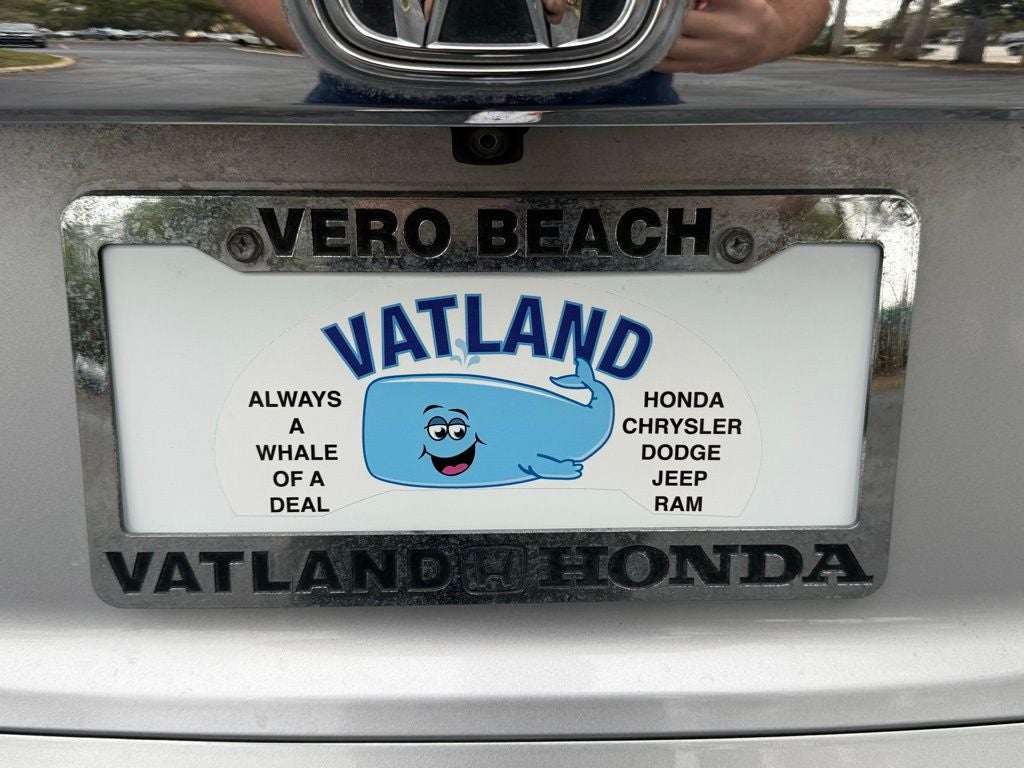 VERO BEACH
VATLAND
ALWAYS
A
WHALE
OF A
DEAL
HONDA
CHRYSLER
DODGE
JEEP
RAM
VATLAND HONDA